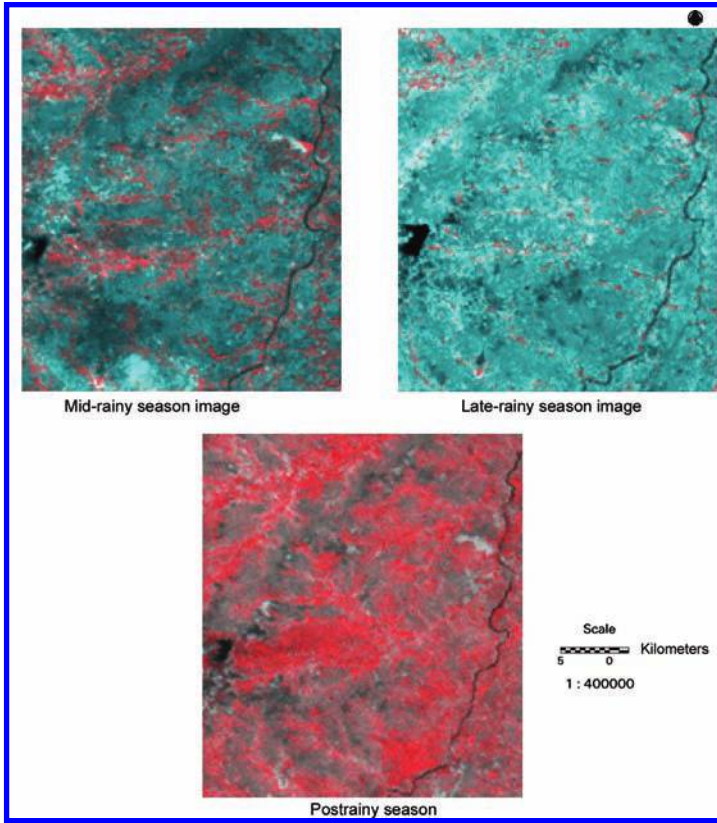 Mid-rainy season image
Late-rainy season image
Scale
Kilometers
5 0
1 : 400000
Postrainy season